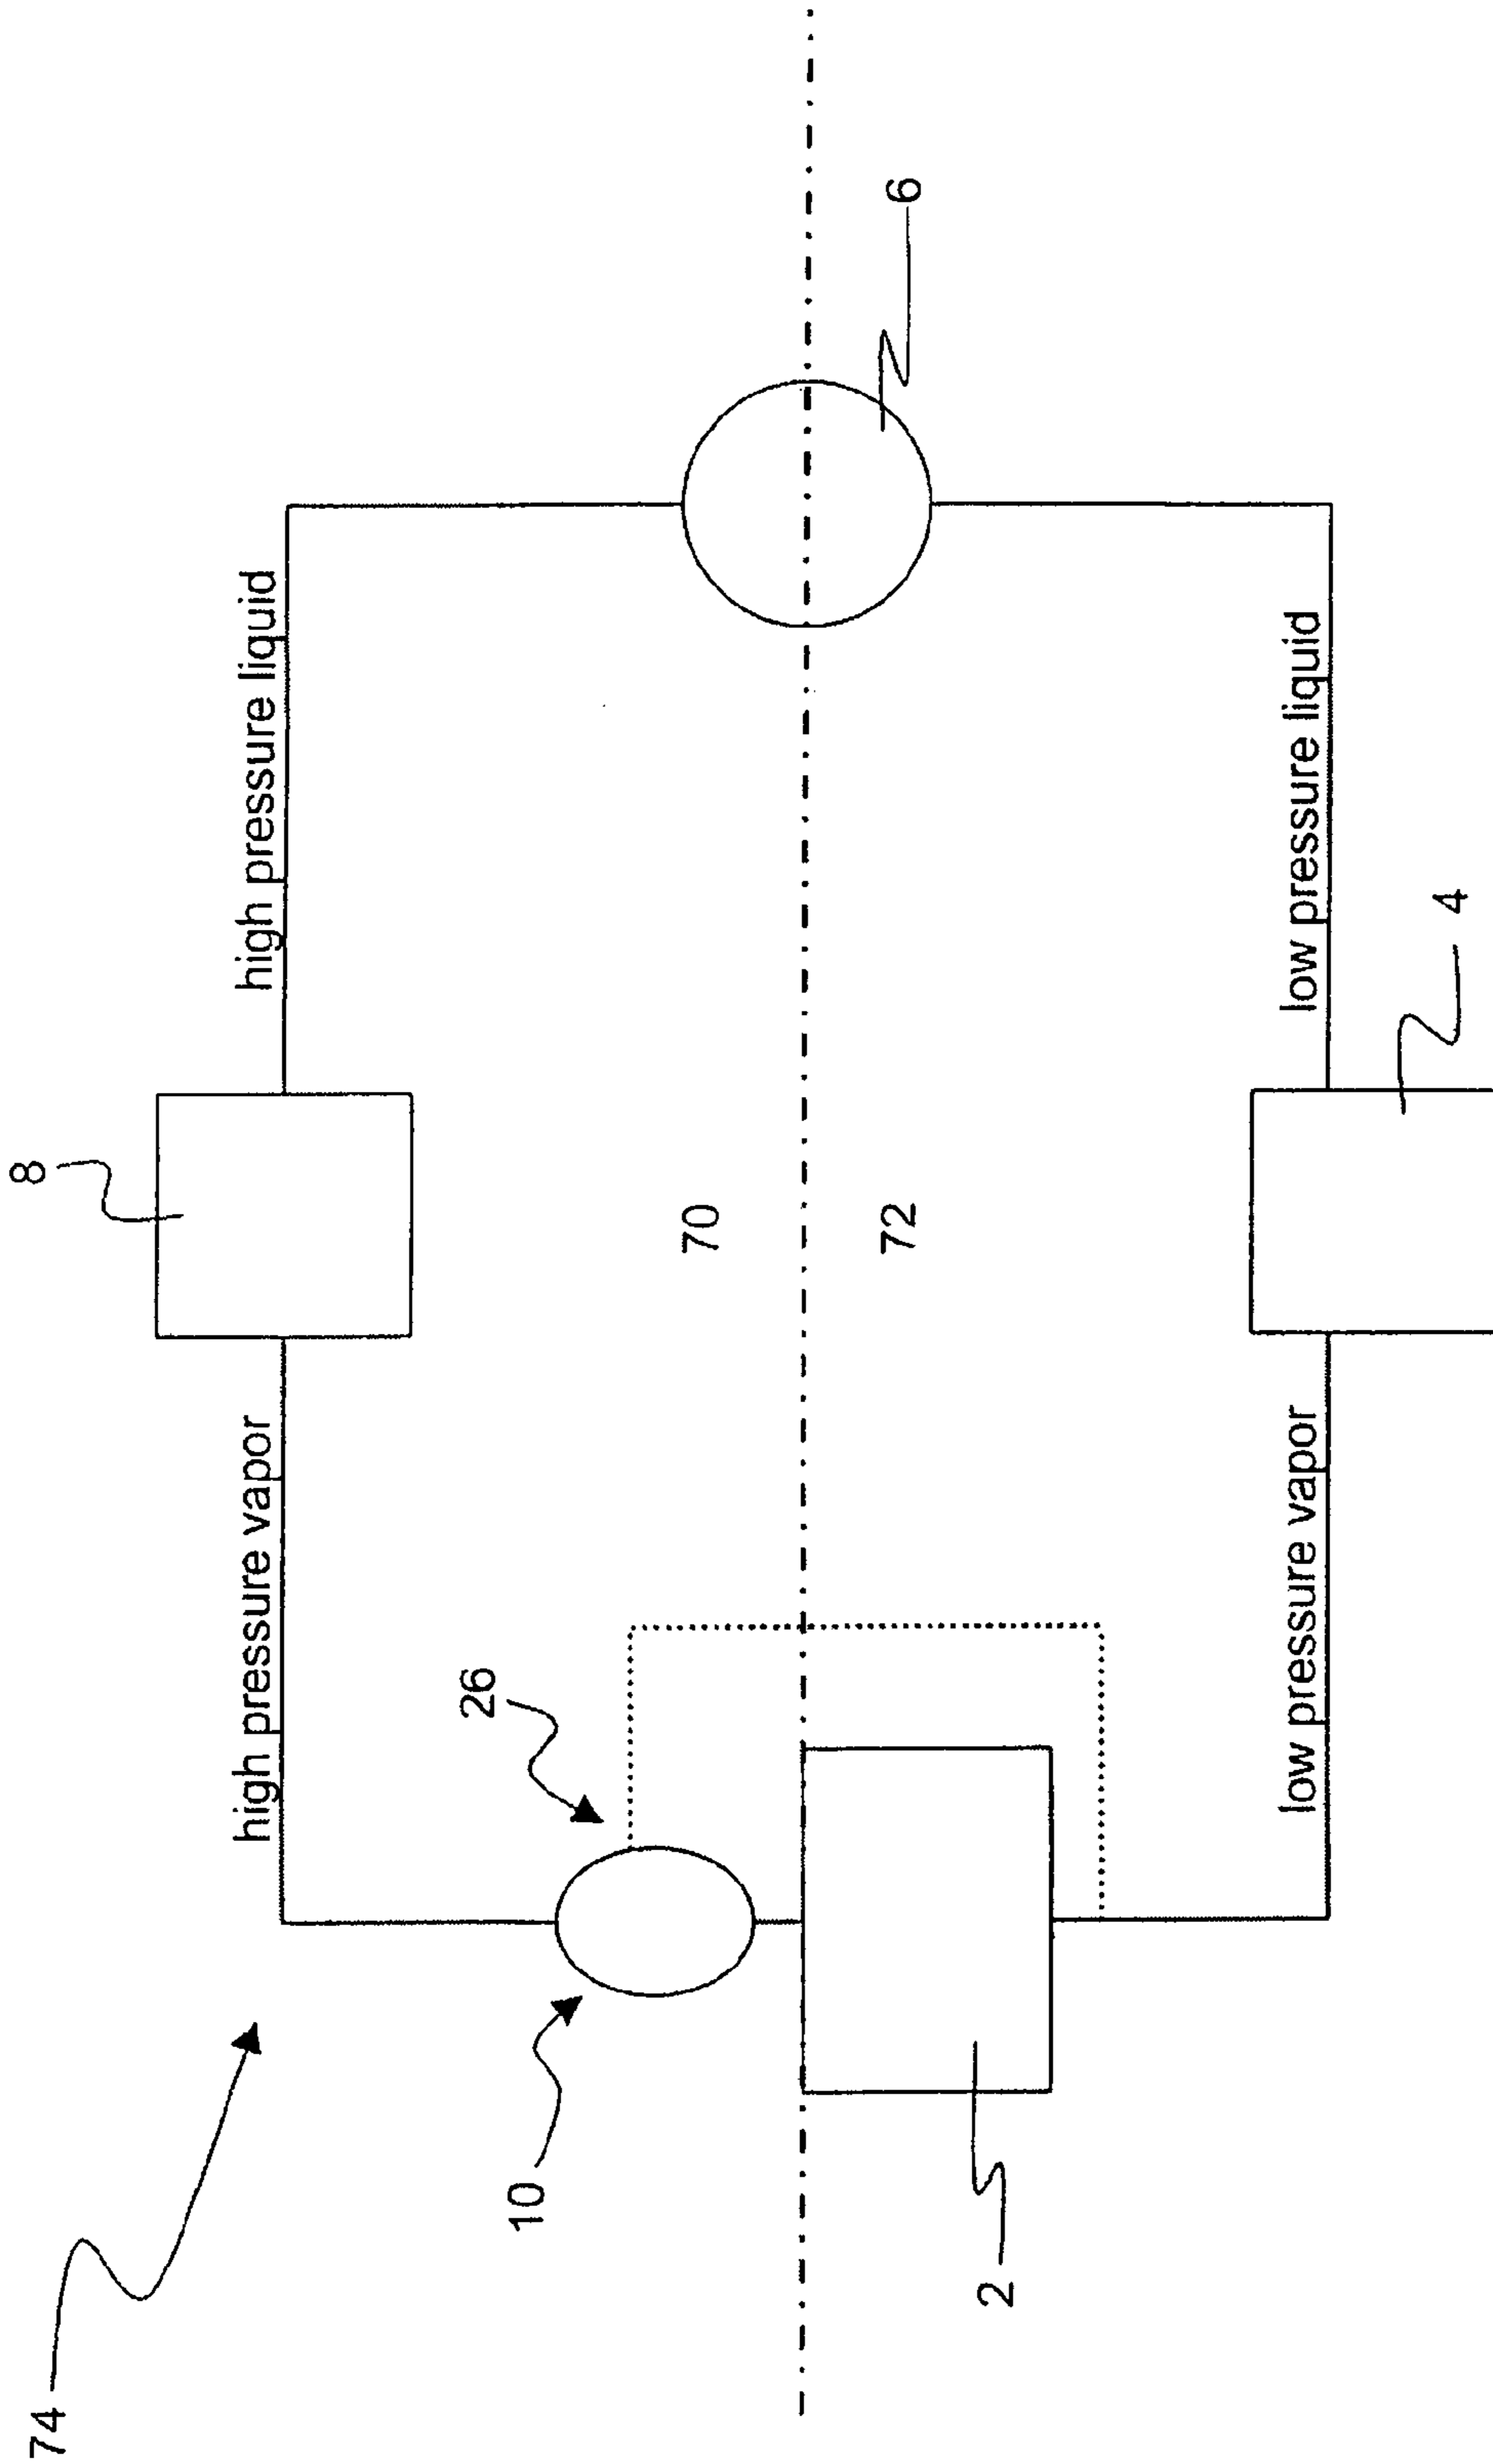 74
8
high pressure vapor
high pressure liquid
10
26
70
6
72
2
low pressure vapor
low pressure liquid
4